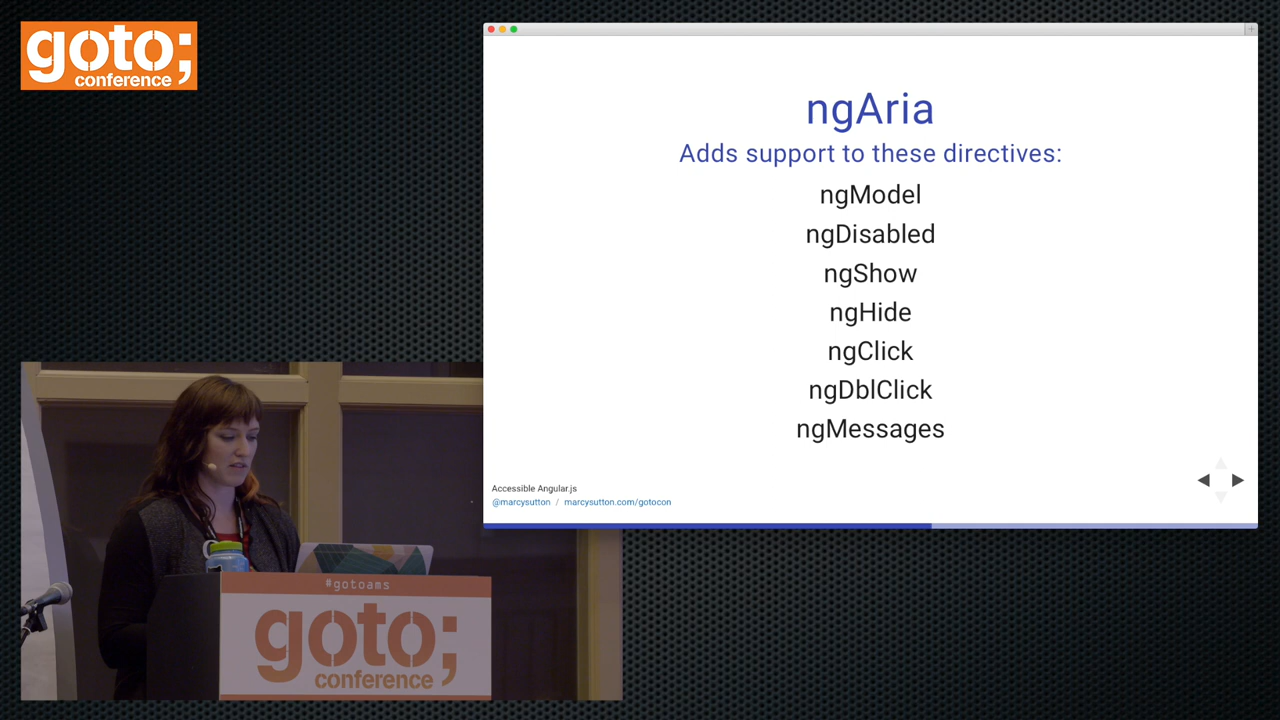 goto;
conference
ngAria
Adds support to these directives:
ngModel
ngDisabled
ngShow
ngHide
ngClick
ngDblClick
ngMessages
Accessible Angular.js
@marcysutton / marcysutton.com/gotocon
#gotoams
goto;
conference